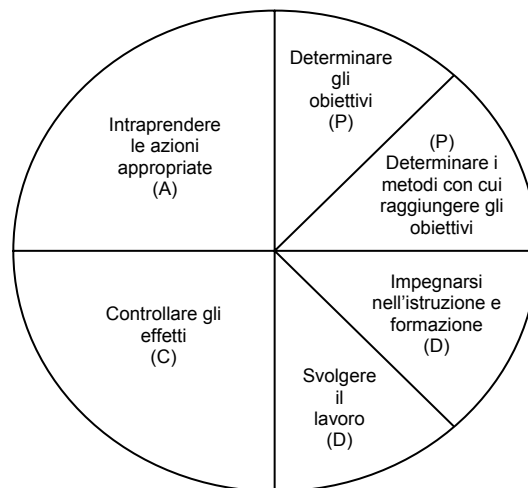 Determinare
gli
obiettivi
(P)
(P)
Determinare i
metodi con cui
raggiungere gli
obiettivi
Impegnarsi
nell'istruzione e
formazione
(D)
Svolgere
il
lavoro
(D)
Controllare gli
effetti
(C)
Intraprendere
le azioni
appropriate
(A)